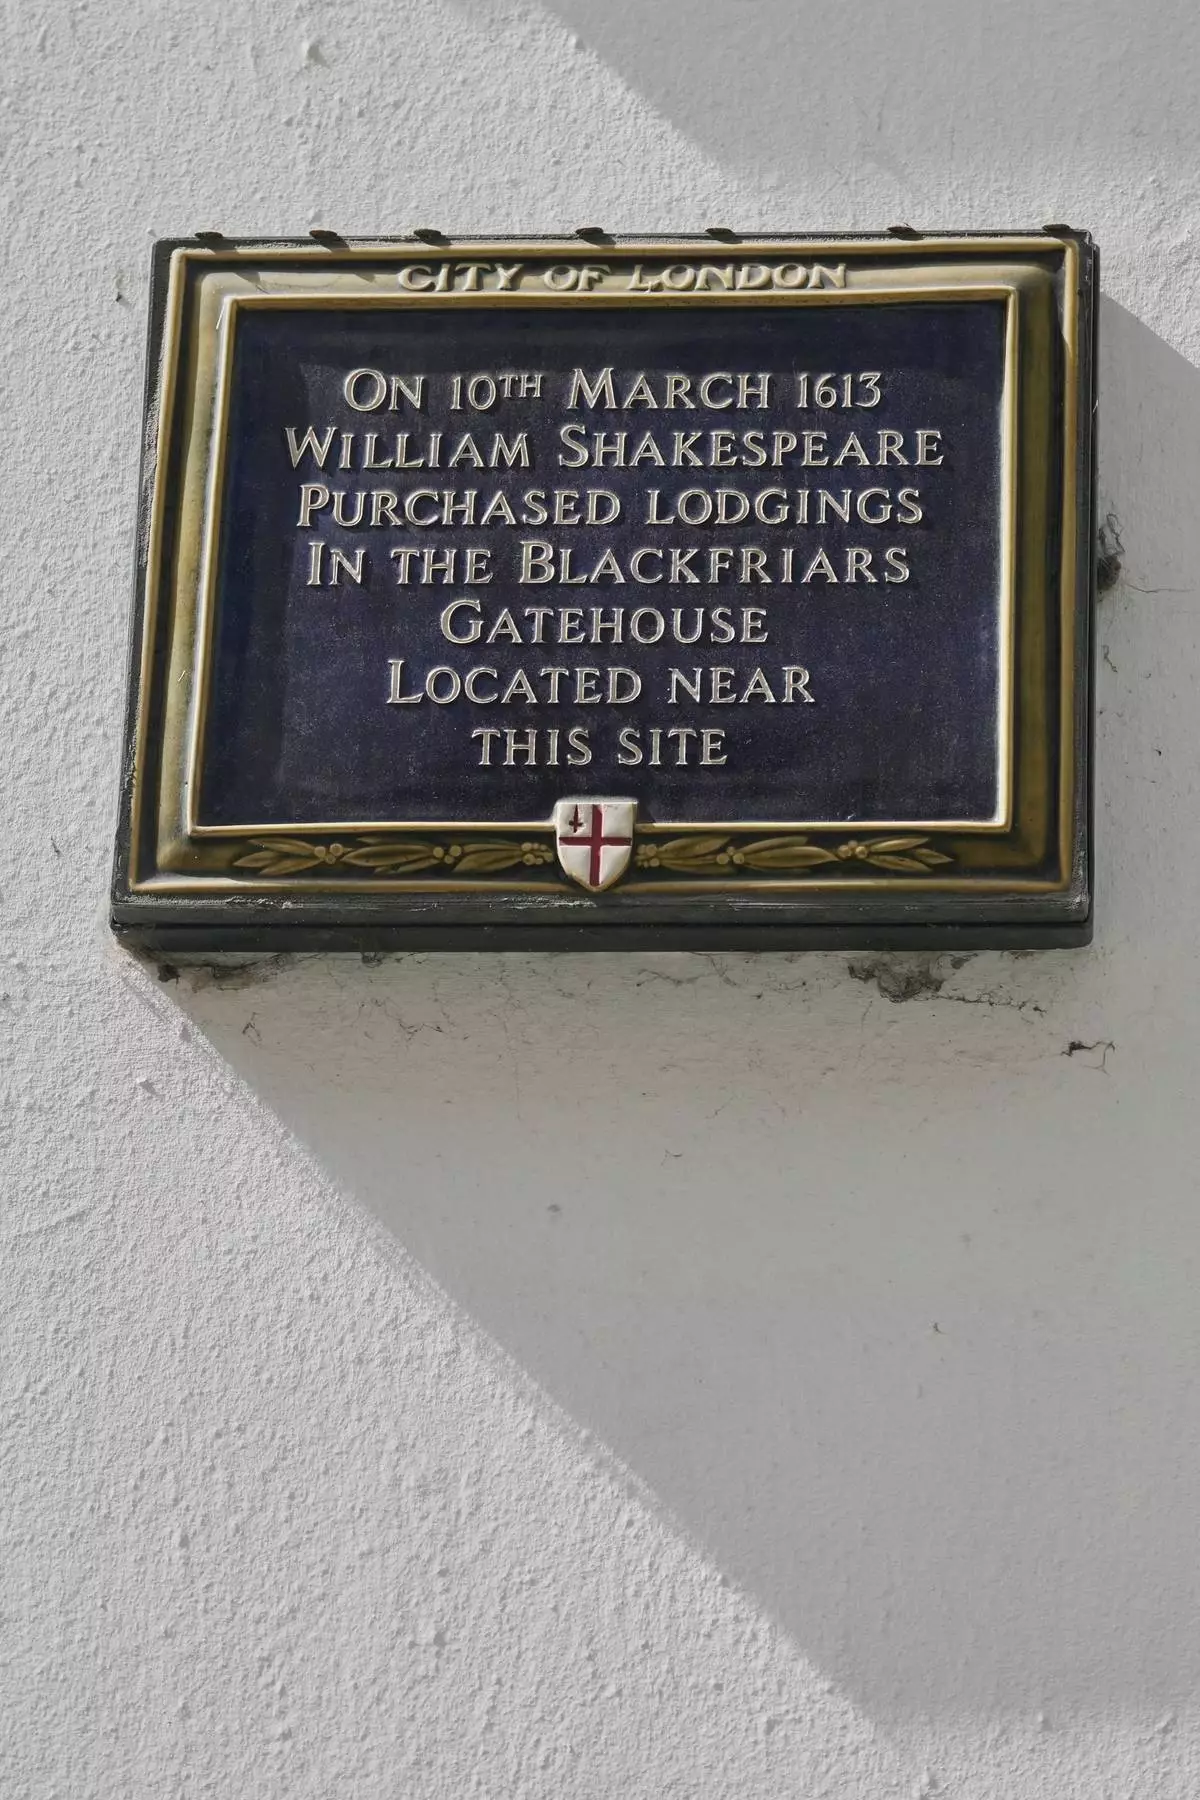 CITY OF LONDON
ON 10TH MARCH 1613
WILLIAM SHAKESPEARE
PURCHASED LODGINGS
IN THE BLACKFRIARS
GATEHOUSE
LOCATED NEAR
THIS SITE